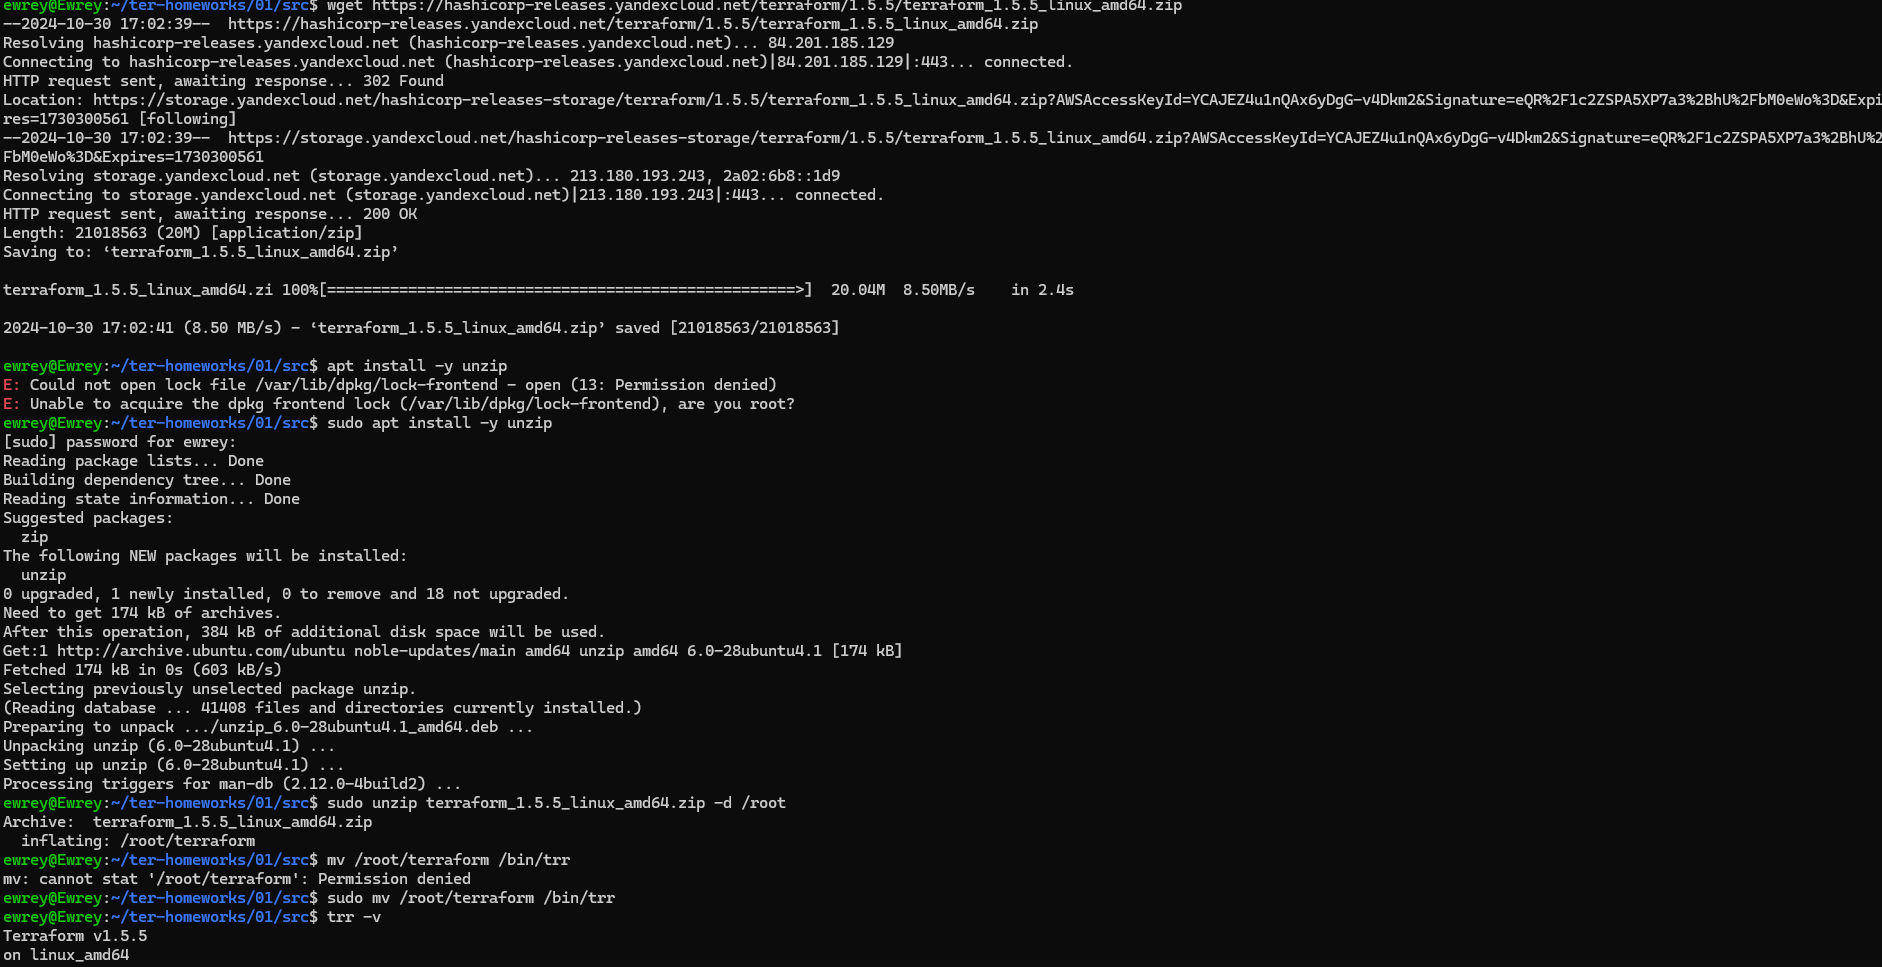 ewrey@Ewrey:~/ter-homeworks/01/src$ wget https://hashicorp-releases.yandexcloud.net/terraform/1.5.5/terraform_1.5.5_linux_amd64.zip
--2024-10-30 17:02:39--  https://hashicorp-releases.yandexcloud.net/terraform/1.5.5/terraform_1.5.5_linux_amd64.zip
Resolving hashicorp-releases.yandexcloud.net (hashicorp-releases.yandexcloud.net)... 84.201.185.129
Connecting to hashicorp-releases.yandexcloud.net (hashicorp-releases.yandexcloud.net)|84.201.185.129|:443... connected.
HTTP request sent, awaiting response... 302 Found
Location: https://storage.yandexcloud.net/hashicorp-releases-storage/terraform/1.5.5/terraform_1.5.5_linux_amd64.zip?AWSAccessKeyId=YCAJEZ4u1nQAx6yDgG-v4Dkm2&Signature=eQR%2F1c2ZSPA5XP7a3%2BhU%2FbM0eWo%3D&Expi
res=1730300561 [following]
--2024-10-30 17:02:39--  https://storage.yandexcloud.net/hashicorp-releases-storage/terraform/1.5.5/terraform_1.5.5_linux_amd64.zip?AWSAccessKeyId=YCAJEZ4u1nQAx6yDgG-v4Dkm2&Signature=eQR%2F1c2ZSPA5XP7a3%2BhU%2
FbM0eWo%3D&Expires=1730300561
Resolving storage.yandexcloud.net (storage.yandexcloud.net)... 213.180.193.243, 2a02:6b8::1d9
Connecting to storage.yandexcloud.net (storage.yandexcloud.net)|213.180.193.243|:443... connected.
HTTP request sent, awaiting response... 200 OK
Length: 21018563 (20M) [application/zip]
Saving to: ‘terraform_1.5.5_linux_amd64.zip’
terraform_1.5.5_linux_amd64.zi 100%[====================================================>]  20.04M  8.50MB/s    in 2.4s
2024-10-30 17:02:41 (8.50 MB/s) - ‘terraform_1.5.5_linux_amd64.zip’ saved [21018563/21018563]
ewrey@Ewrey:~/ter-homeworks/01/src$ apt install -y unzip
E: Could not open lock file /var/lib/dpkg/lock-frontend - open (13: Permission denied)
E: Unable to acquire the dpkg frontend lock (/var/lib/dpkg/lock-frontend), are you root?
ewrey@Ewrey:~/ter-homeworks/01/src$ sudo apt install -y unzip
[sudo] password for ewrey:
Reading package lists... Done
Building dependency tree... Done
Reading state information... Done
Suggested packages:
  zip
The following NEW packages will be installed:
  unzip
0 upgraded, 1 newly installed, 0 to remove and 18 not upgraded.
Need to get 174 kB of archives.
After this operation, 384 kB of additional disk space will be used.
Get:1 http://archive.ubuntu.com/ubuntu noble-updates/main amd64 unzip amd64 6.0-28ubuntu4.1 [174 kB]
Fetched 174 kB in 0s (603 kB/s)
Selecting previously unselected package unzip.
(Reading database ... 41408 files and directories currently installed.)
Preparing to unpack .../unzip_6.0-28ubuntu4.1_amd64.deb ...
Unpacking unzip (6.0-28ubuntu4.1) ...
Setting up unzip (6.0-28ubuntu4.1) ...
Processing triggers for man-db (2.12.0-4build2) ...
ewrey@Ewrey:~/ter-homeworks/01/src$ sudo unzip terraform_1.5.5_linux_amd64.zip -d /root
Archive:  terraform_1.5.5_linux_amd64.zip
  inflating: /root/terraform
ewrey@Ewrey:~/ter-homeworks/01/src$ mv /root/terraform /bin/trr
mv: cannot stat '/root/terraform': Permission denied
ewrey@Ewrey:~/ter-homeworks/01/src$ sudo mv /root/terraform /bin/trr
ewrey@Ewrey:~/ter-homeworks/01/src$ trr -v
Terraform v1.5.5
on linux_amd64